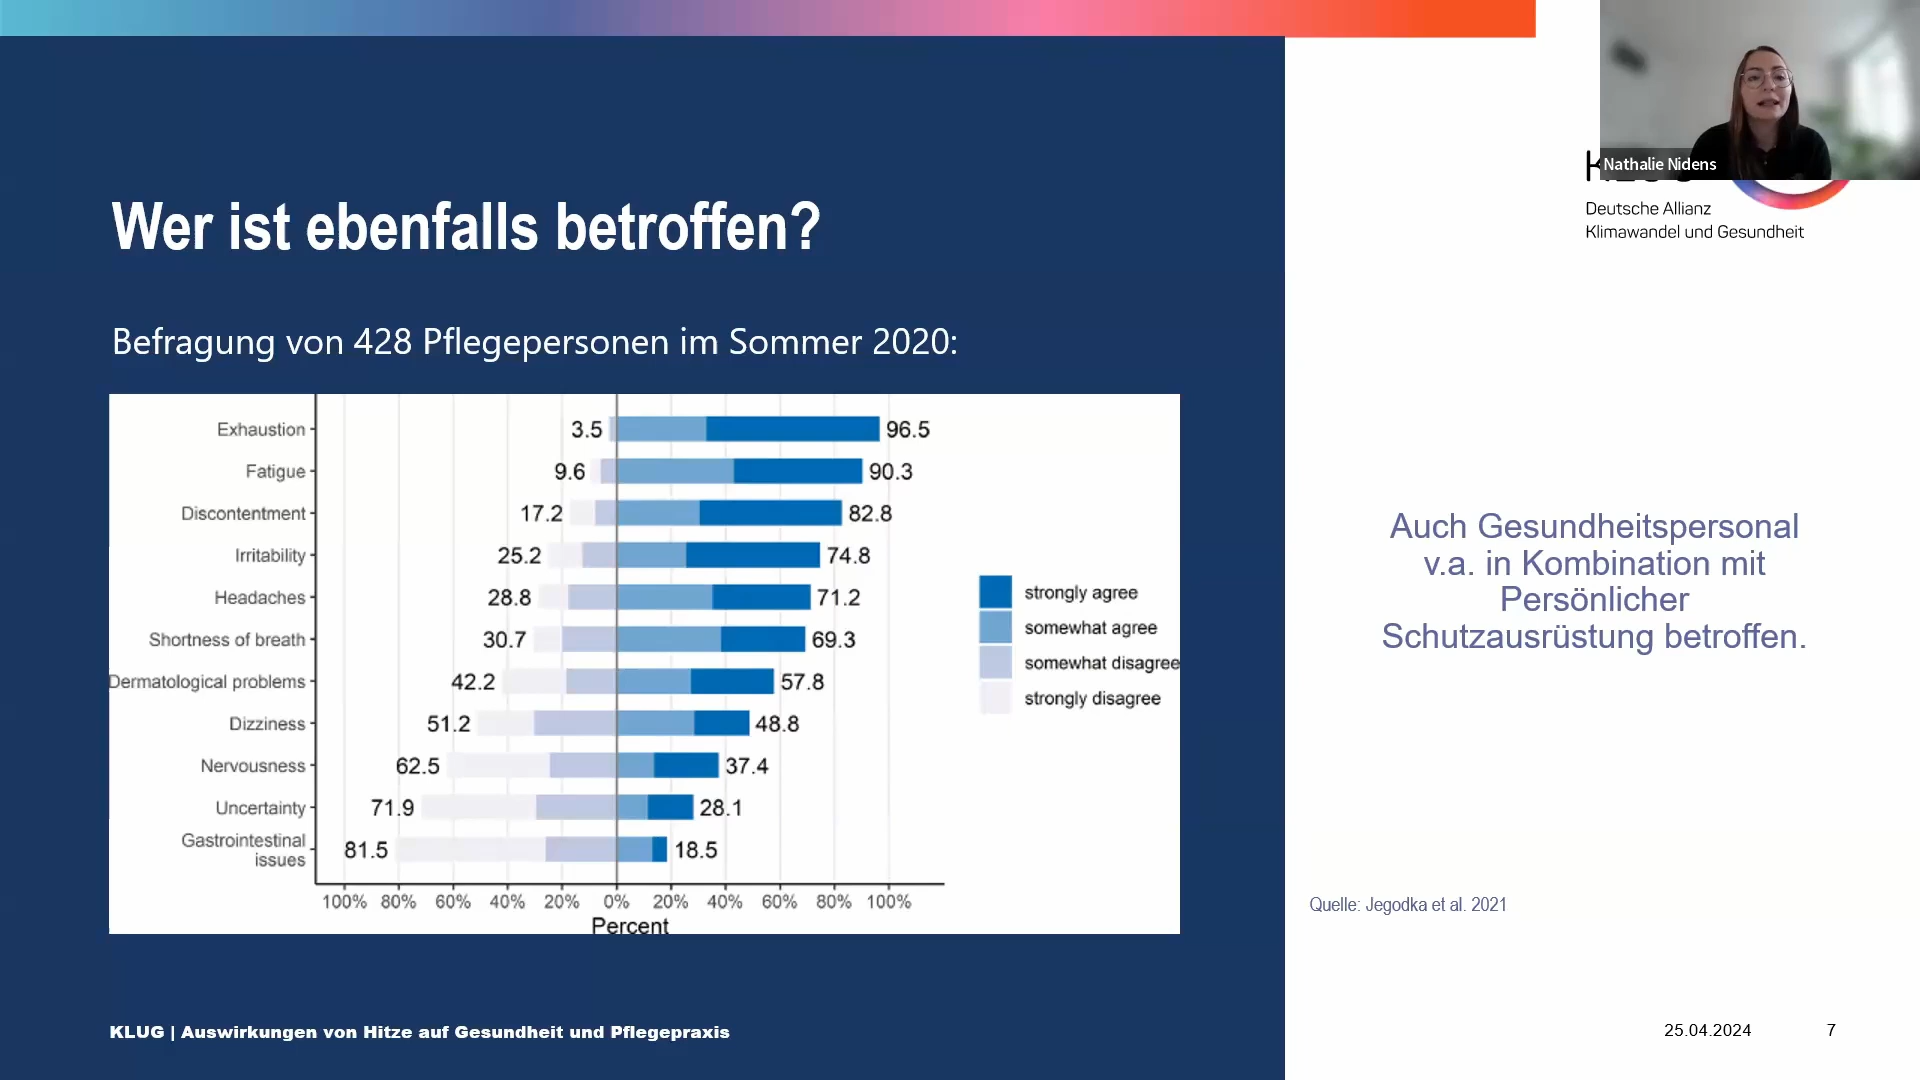 Nathalie Nidens
Deutsche Allianz
Klimawandel und Gesundheit
Wer ist ebenfalls betroffen?
Befragung von 428 Pflegepersonen im Sommer 2020:
Exhaustion 3.5 96.5
Fatigue 9.6 90.3
Discontentment 17.2 82.8
Irritability 25.2 74.8
Headaches 28.8 71.2
Shortness of breath 30.7 69.3
Dermatological problems 42.2 57.8
Dizziness 51.2 48.8
Nervousness 62.5 37.4
Uncertainty 71.9 28.1
Gastrointestinal
issues 81.5 18.5
100% 80% 60% 40% 20% 0% 20% 40% 60% 80% 100%
Percent
strongly agree
somewhat agree
somewhat disagree
strongly disagree
Auch Gesundheitspersonal
v.a. in Kombination mit
Persönlicher
Schutzausrüstung betroffen.
Quelle: Jegodka et al. 2021
KLUG | Auswirkungen von Hitze auf Gesundheit und Pflegepraxis
25.04.2024 7